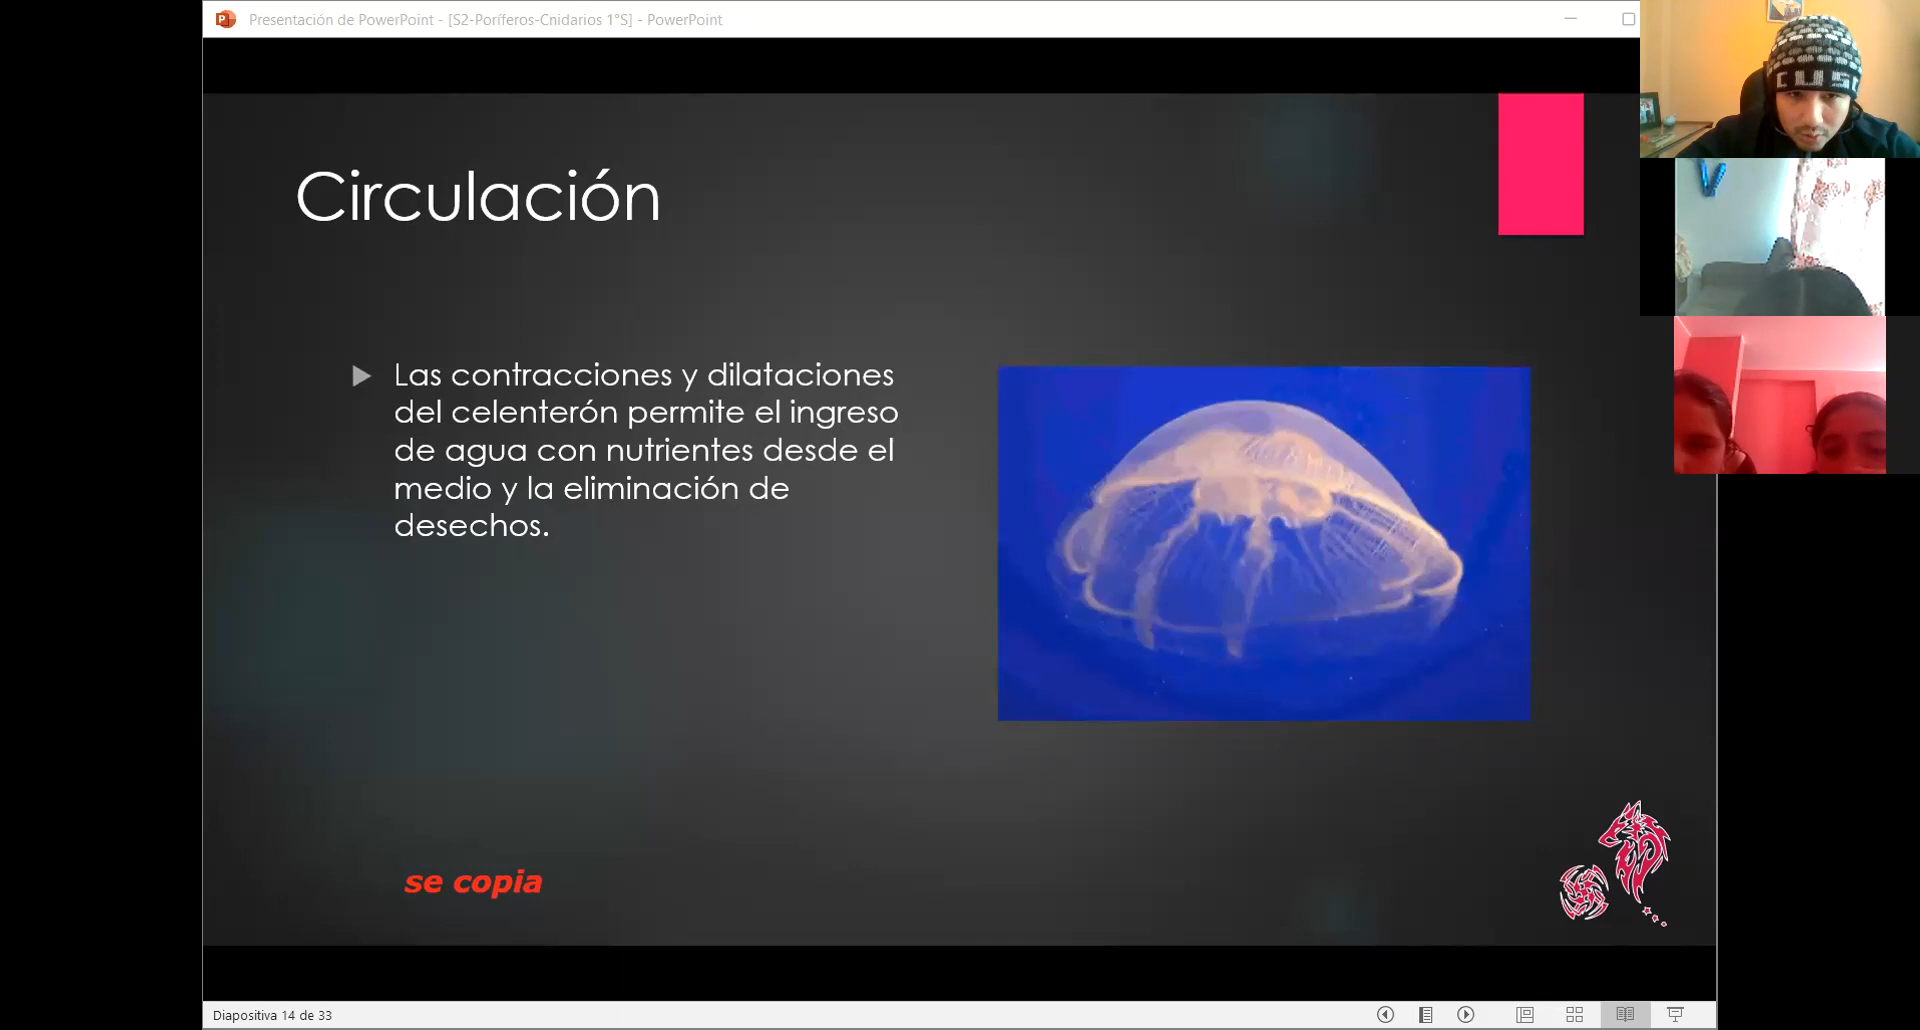 Presentación de PowerPoint - [S2-Poríferos-Cnidarios 1°S] - PowerPoint
Circulación
Las contracciones y dilataciones
del celenterón permite el ingreso
de agua con nutrientes desde el
medio y la eliminación de
desechos.
se copia
Diapositiva 14 de 33